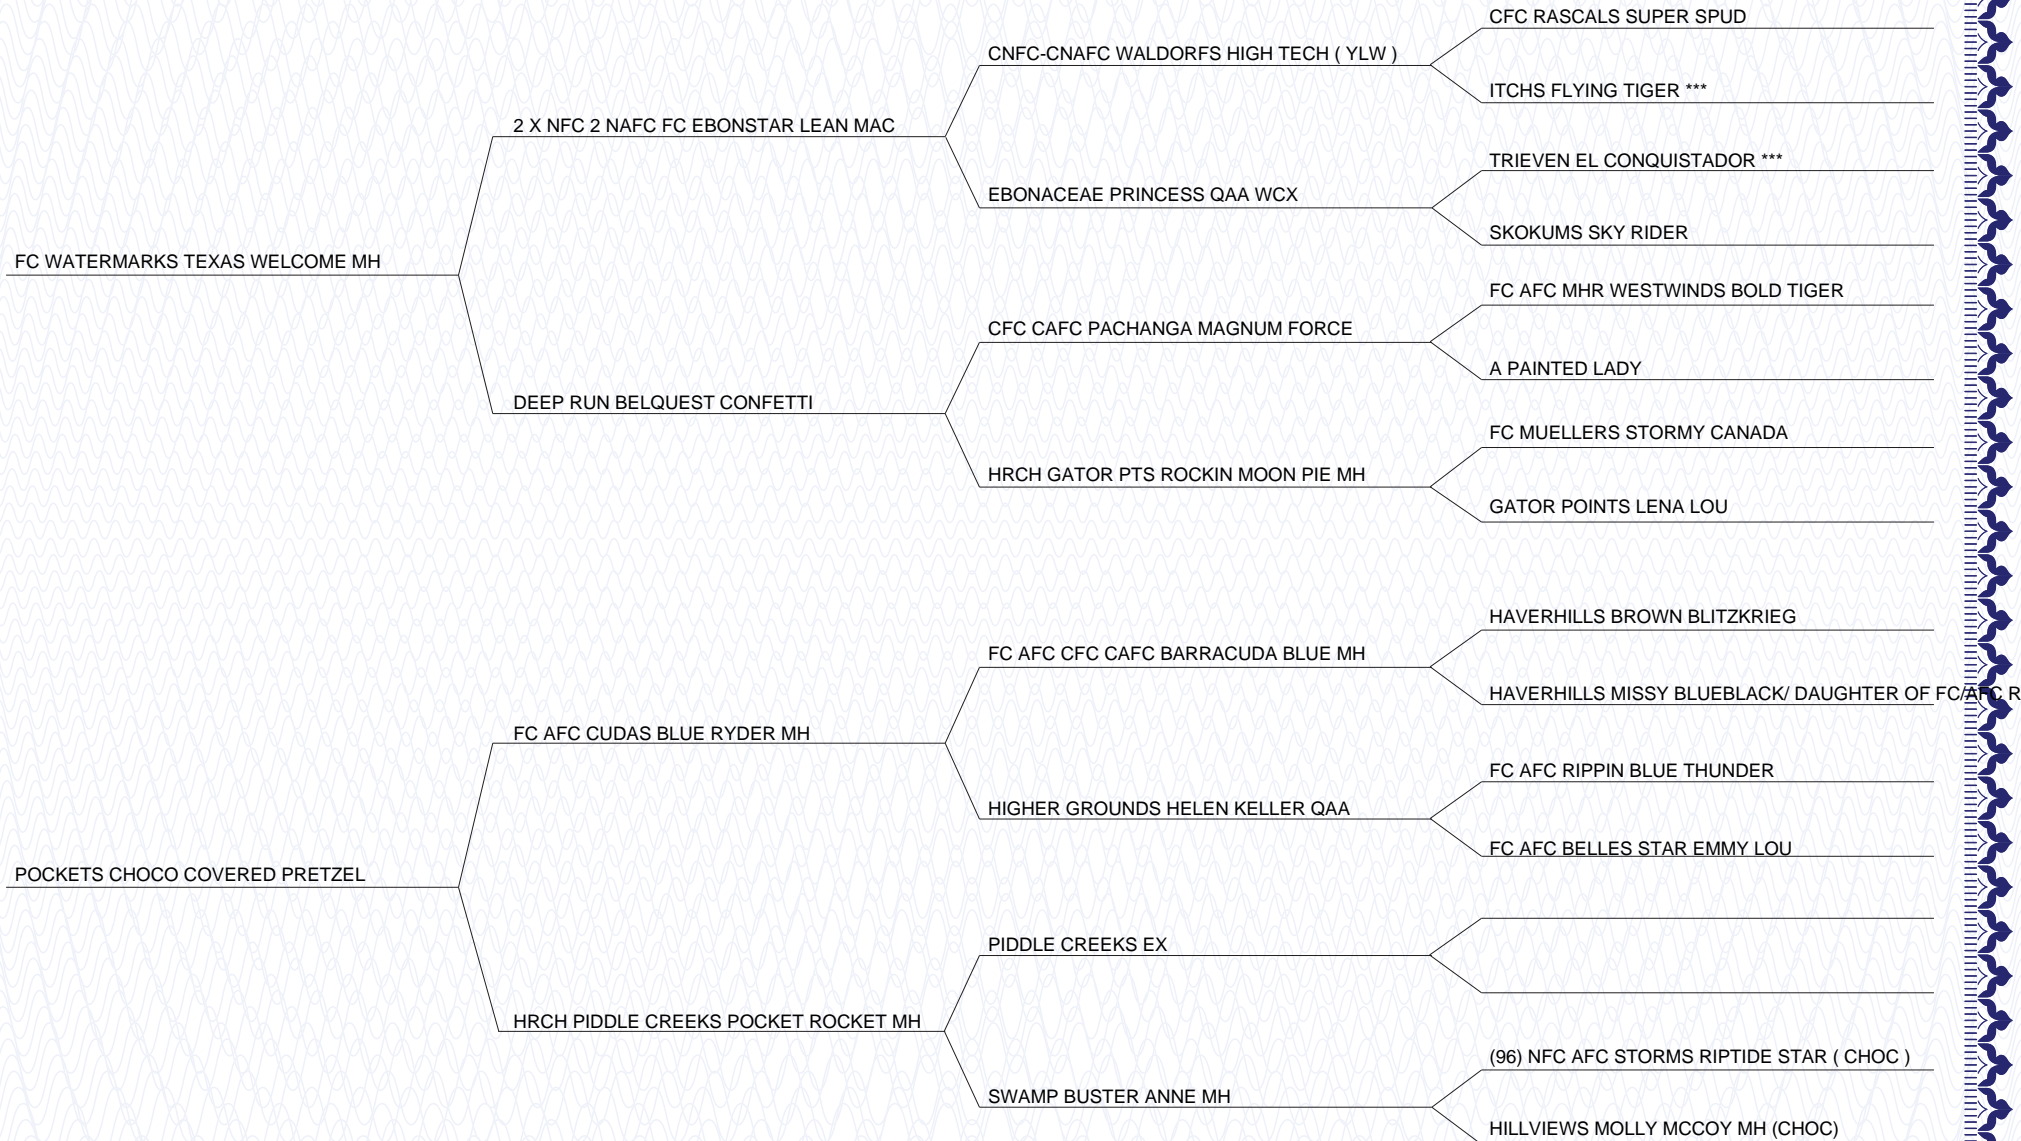 CFC RASCALS SUPER SPUD
CNFC-CNAFC WALDORFS HIGH TECH ( YLW )
ITCHS FLYING TIGER ***
2 X NFC 2 NAFC FC EBONSTAR LEAN MAC
TRIEVEN EL CONQUISTADOR ***
EBONACEAE PRINCESS QAA WCX
SKOKUMS SKY RIDER
FC WATERMARKS TEXAS WELCOME MH
FC AFC MHR WESTWINDS BOLD TIGER
CFC CAFC PACHANGA MAGNUM FORCE
A PAINTED LADY
DEEP RUN BELQUEST CONFETTI
FC MUELLERS STORMY CANADA
HRCH GATOR PTS ROCKIN MOON PIE MH
GATOR POINTS LENA LOU
HAVERHILLS BROWN BLITZKRIEG
FC AFC CFC CAFC BARRACUDA BLUE MH
HAVERHILLS MISSY BLUEBLACK/ DAUGHTER OF FC/AFC R
FC AFC CUDAS BLUE RYDER MH
FC AFC RIPPIN BLUE THUNDER
HIGHER GROUNDS HELEN KELLER QAA
FC AFC BELLES STAR EMMY LOU
POCKETS CHOCO COVERED PRETZEL
PIDDLE CREEKS EX
HRCH PIDDLE CREEKS POCKET ROCKET MH
(96) NFC AFC STORMS RIPTIDE STAR ( CHOC )
SWAMP BUSTER ANNE MH
HILLVIEWS MOLLY MCCOY MH (CHOC)